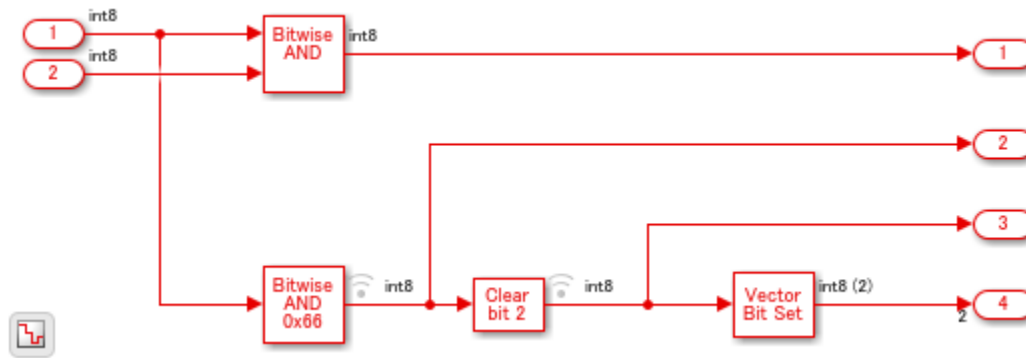 int8
1
Bitwise
AND
int8
1
int8
2
2
3
Bitwise
AND
0x66
int8
Clear
bit 2
int8
Vector
Bit Set
int8 (2)
2
4